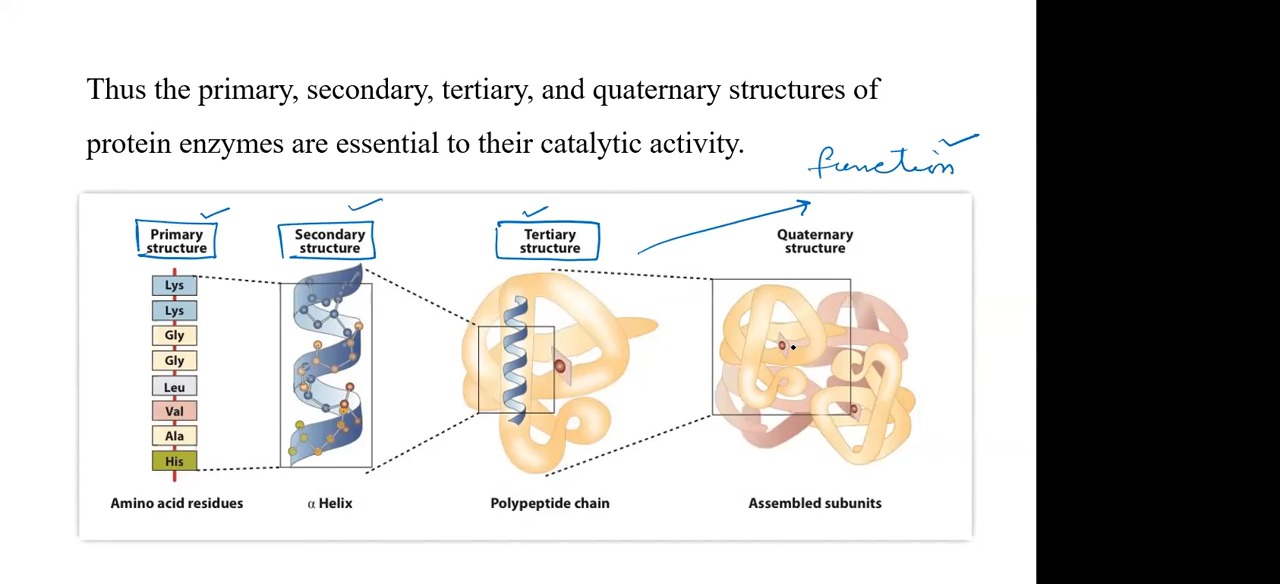 Thus the primary, secondary, tertiary, and quaternary structures of
protein enzymes are essential to their catalytic activity.
function
Primary
structure
Secondary
structure
Tertiary
structure
Quaternary
structure
Lys
Lys
Gly
Gly
Leu
Val
Ala
His
Amino acid residues
α Helix
Polypeptide chain
Assembled subunits